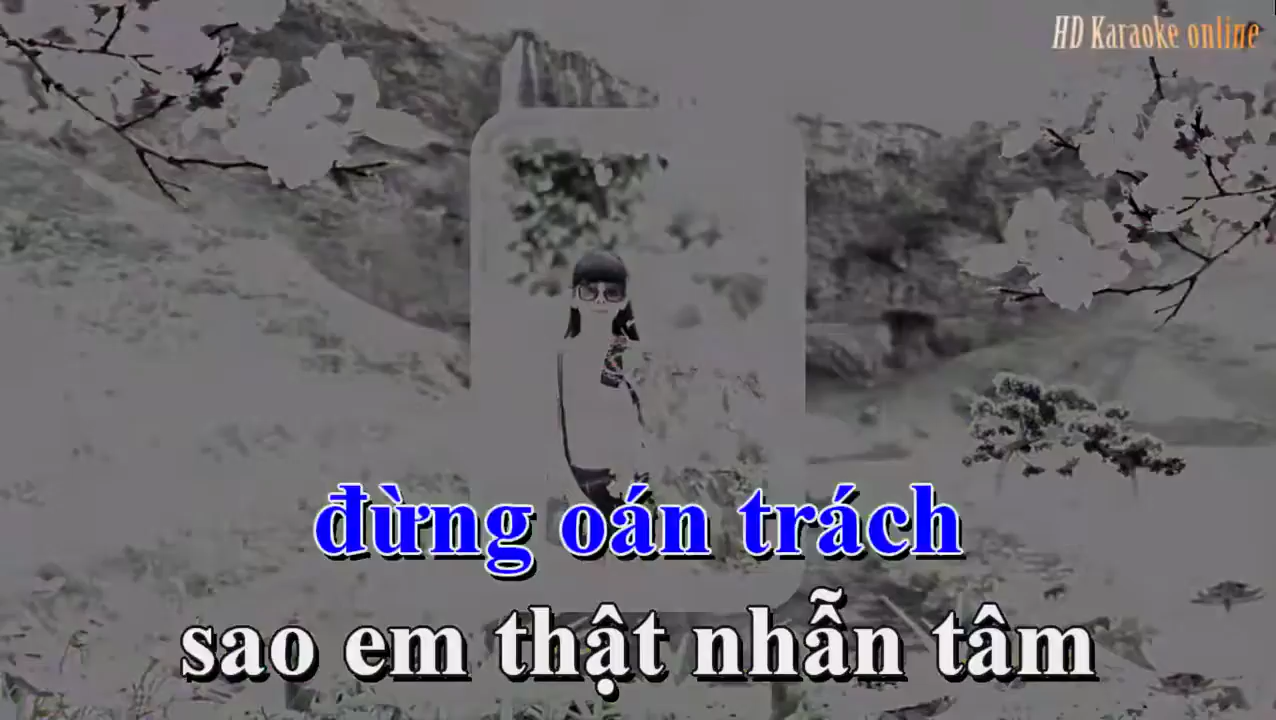 HD Karaoke online
đừng oán trách
sao em thật nhẫn tâm